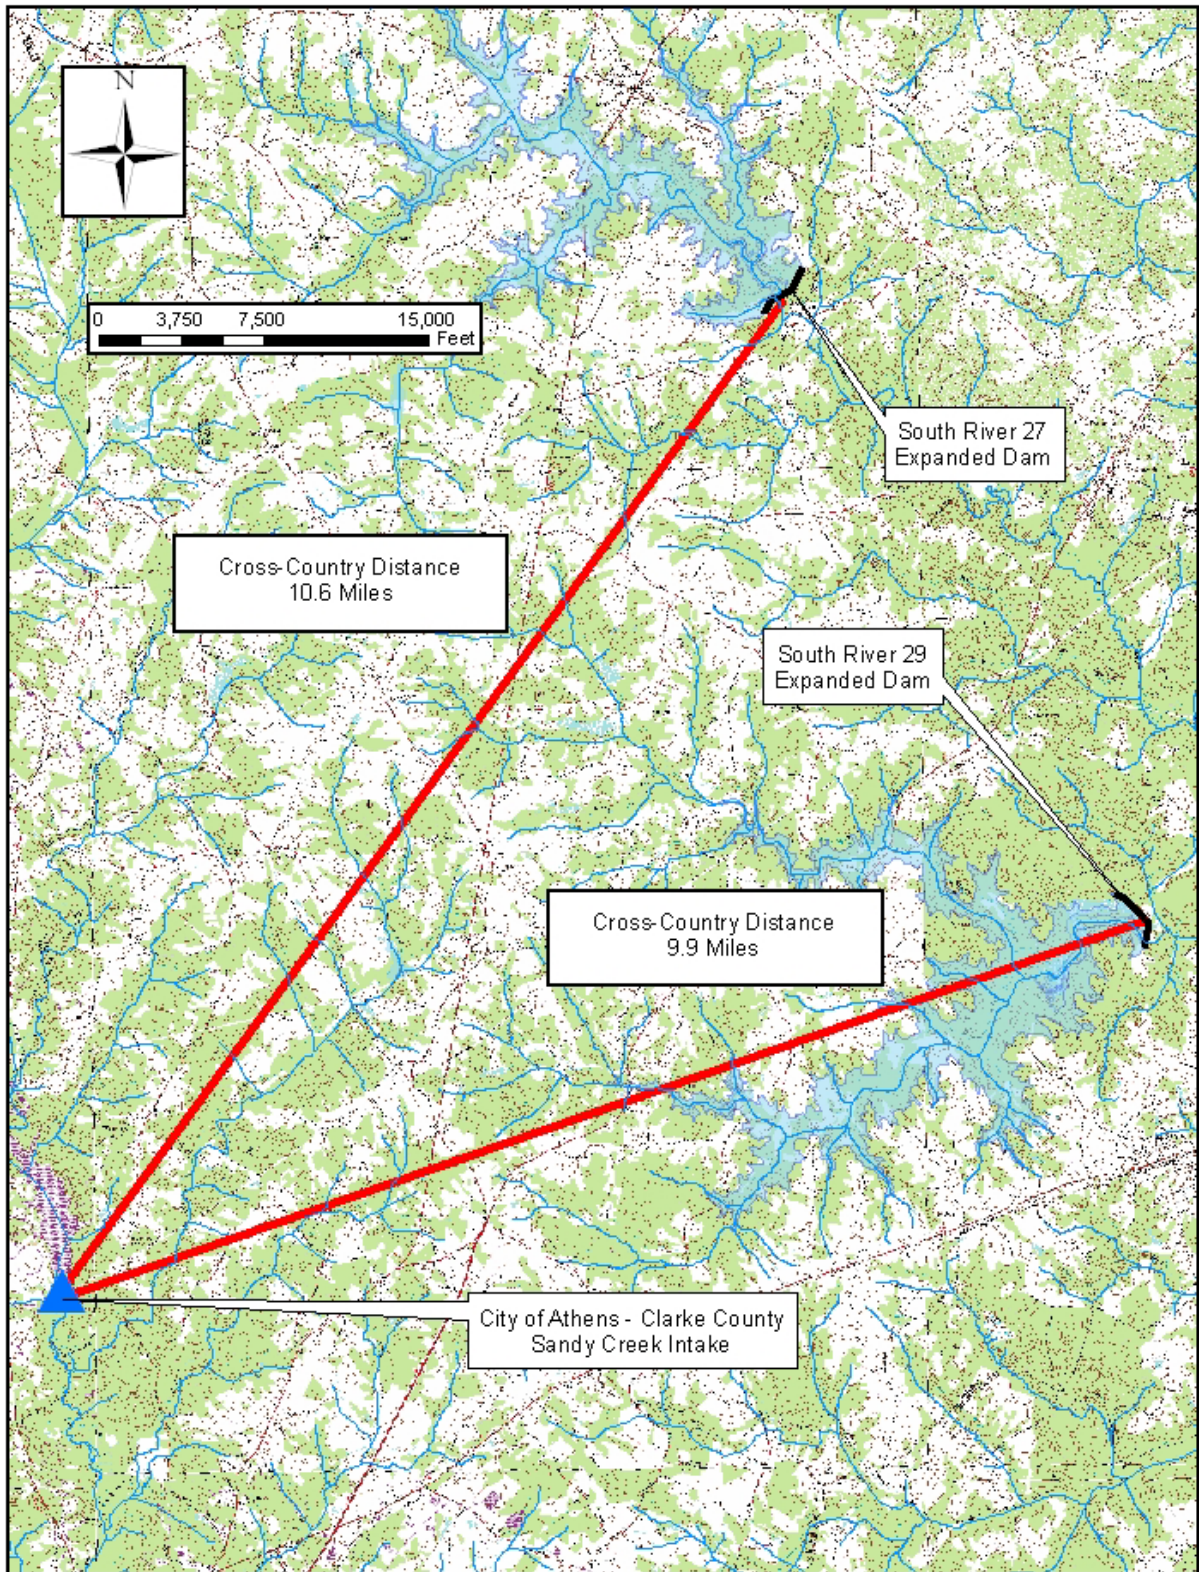 N
0 3,750 7,500 15,000
Feet
South River 27
Expanded Dam
Cross-Country Distance
10.6 Miles
South River 29
Expanded Dam
Cross-Country Distance
9.9 Miles
City of Athens - Clarke County
Sandy Creek Intake